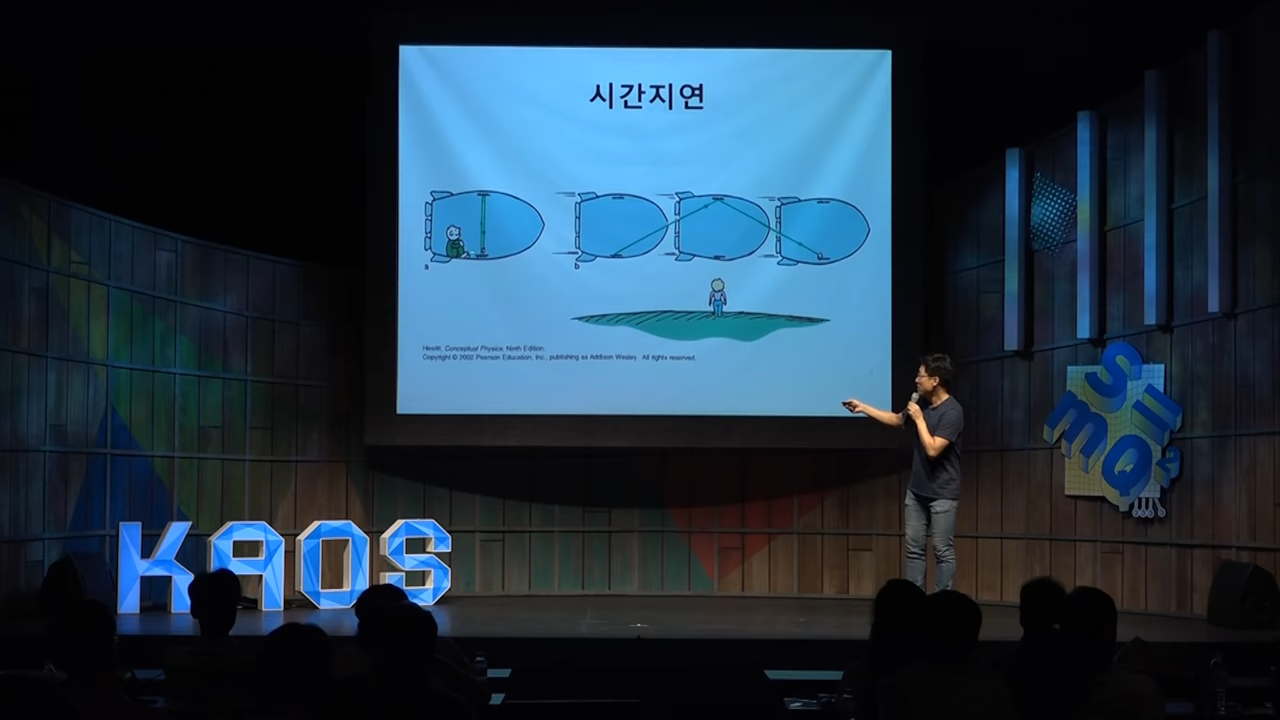 시간지연
a
b
Hewitt, Conceptual Physics, Ninth Edition.
Copyright © 2002 Pearson Education, Inc., publishing as Addison Wesley. All rights reserved.
KAOS